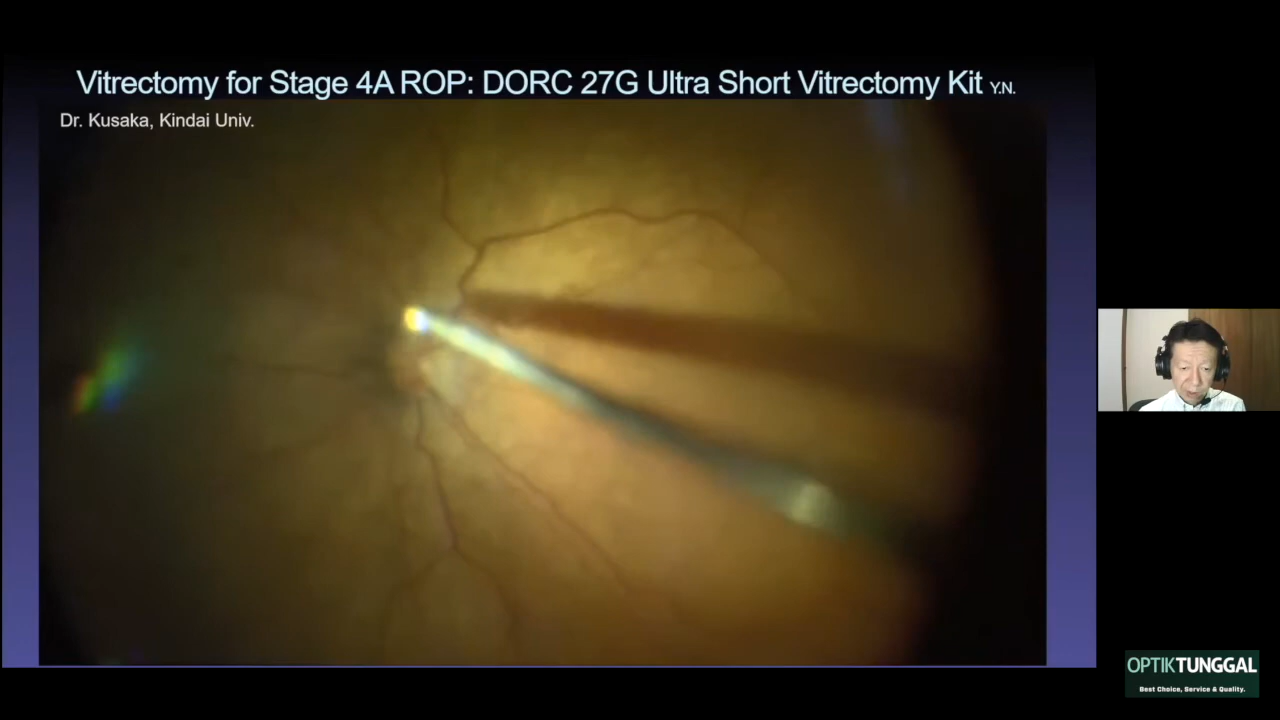 Vitrectomy for Stage 4A ROP: DORC 27G Ultra Short Vitrectomy Kit Y.N.
Dr. Kusaka, Kindai Univ.
OPTIKTUNGGAL
Best Choice, Service & Quality.